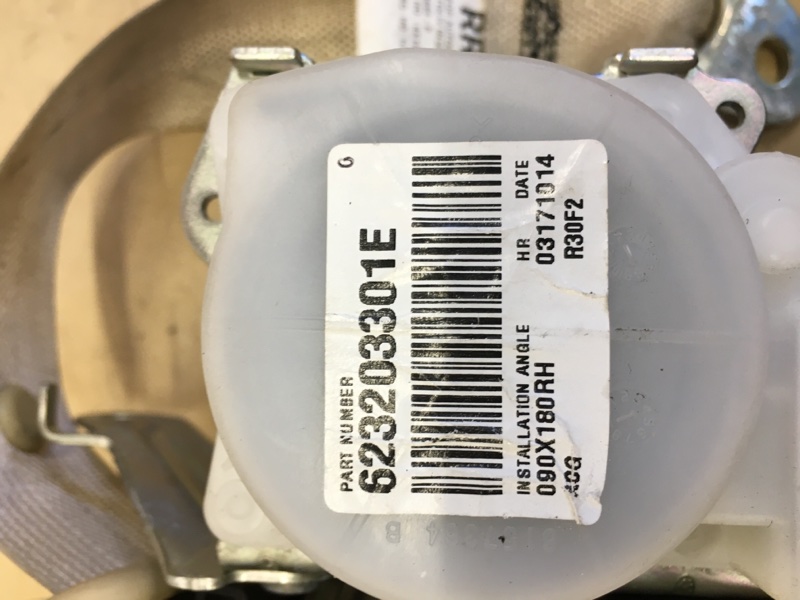 G
PART NUMBER
623203301E
INSTALLATION ANGLE HR DATE
090X180RH 03171014
R30F2